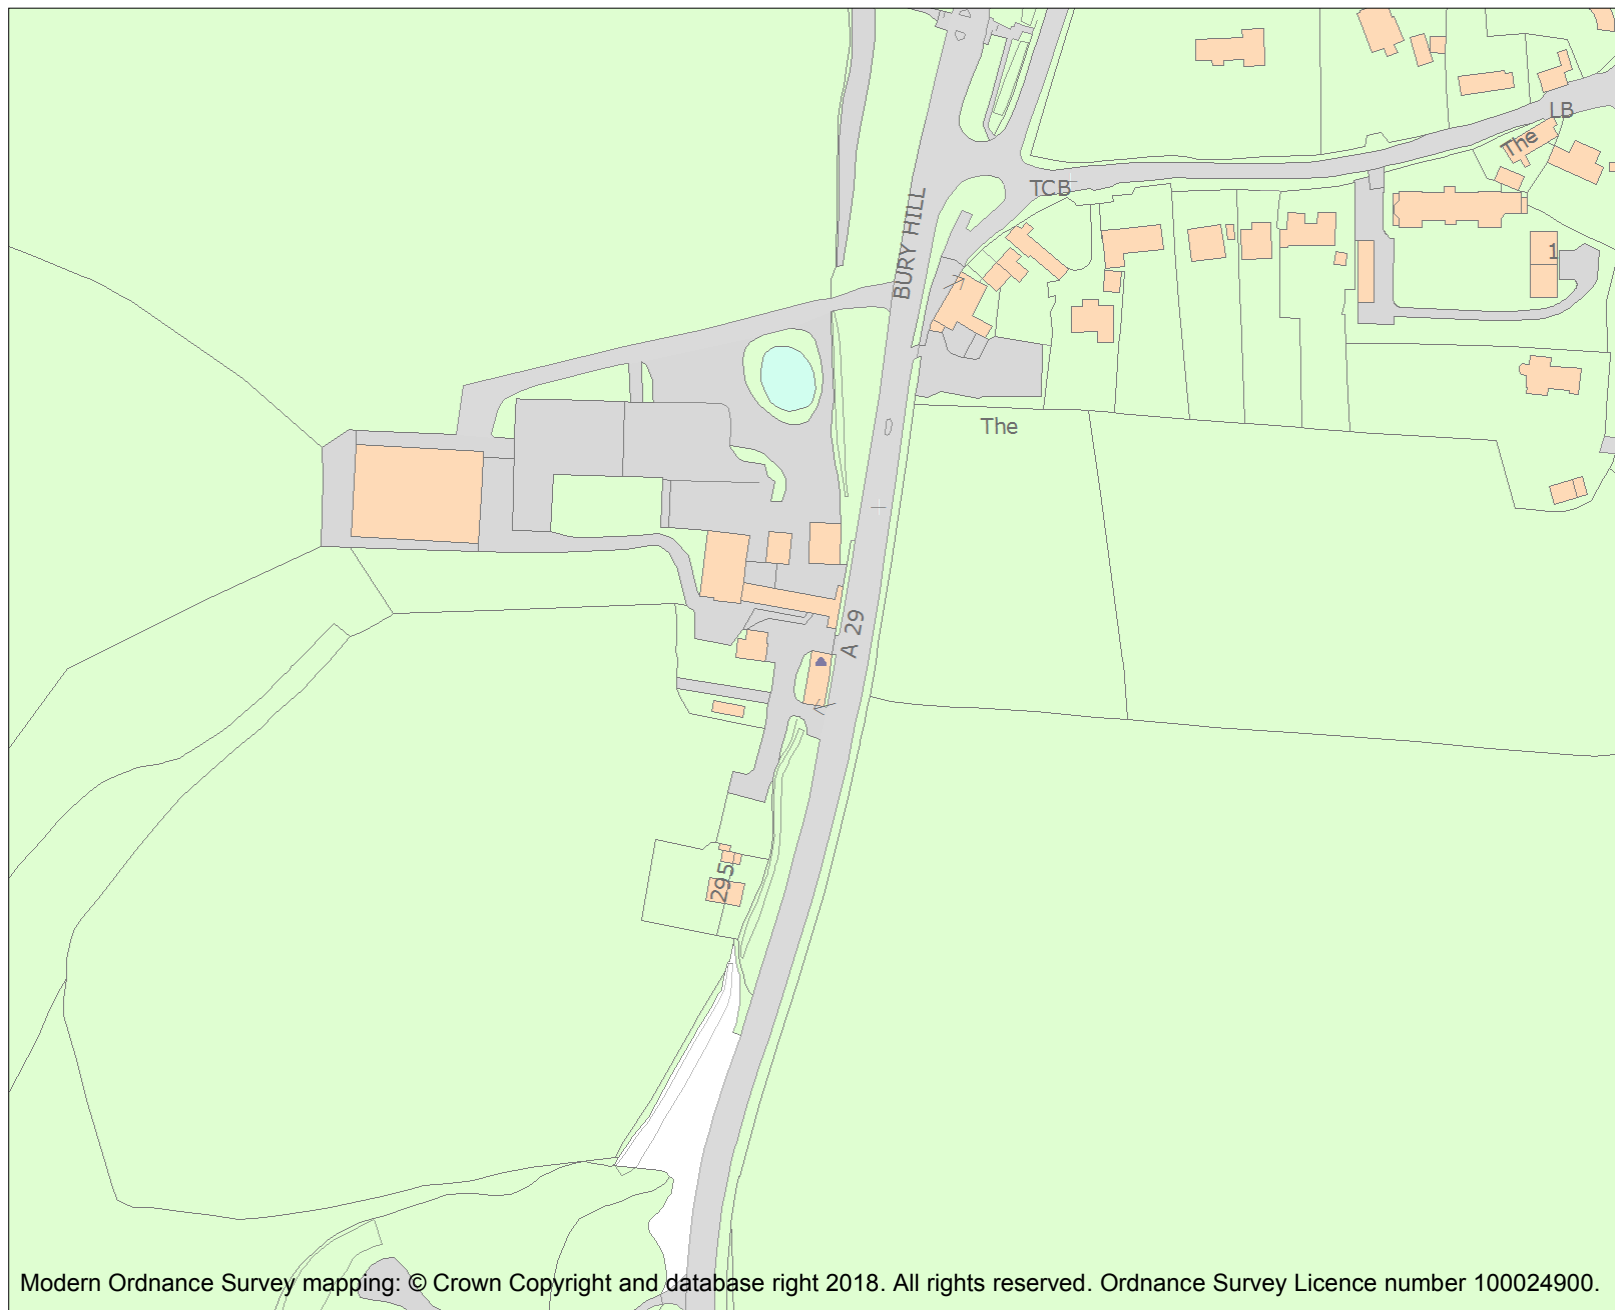 LB
The
TCB
BURY HILL
1
The
A 29
295
Modern Ordnance Survey mapping: © Crown Copyright and database right 2018. All rights reserved. Ordnance Survey Licence number 100024900.